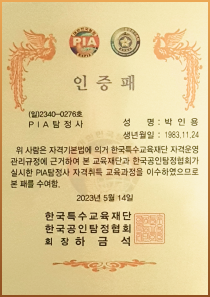 PIA
인증패
(일)2340-0276호
PIA탐정사
성 명 : 박인용
생년월일 : 1983.11.24
위 사람은 자격기본법에 의거 한국특수교육재단 자격운영
관리규정에 근거하여 본 교육재단과 한국공인탐정협회가
실시한 PIA탐정사 자격취득 교육과정을 이수하였으므로
본 패를 수여함.
2023년 5월 14일
한국특수교육재단
한국공인탐정협회
회장 하금석